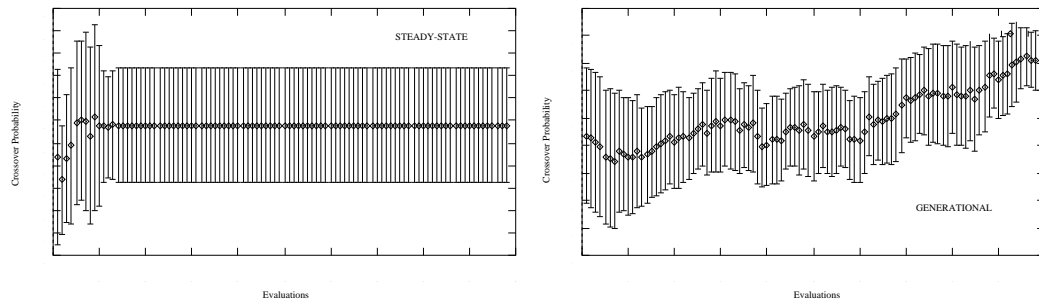 STEADY-STATE
Crossover Probability
Evaluations
Crossover Probability
GENERATIONAL
Evaluations